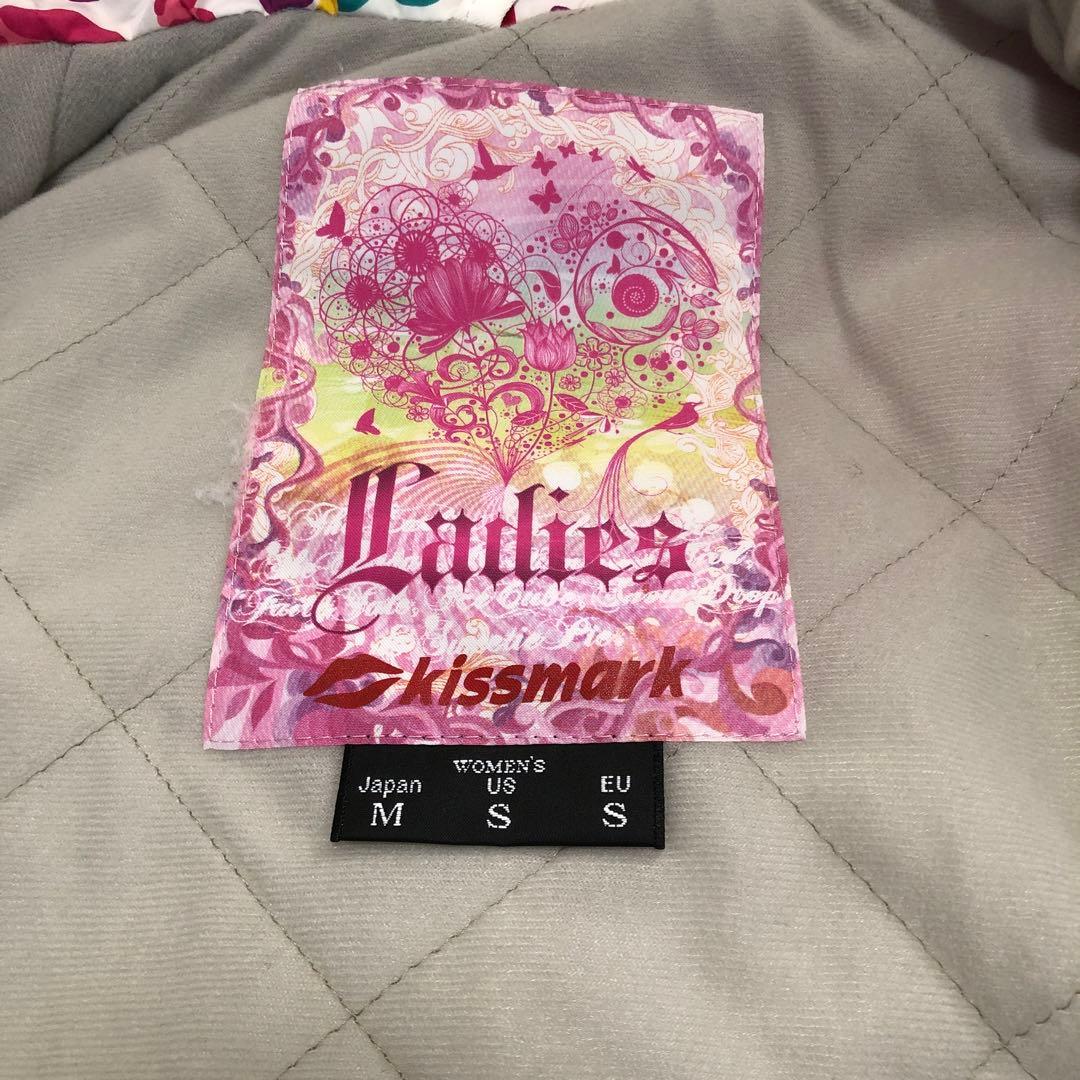 Ladies
kissmark
WOMEN'S
Japan US EU
M S S